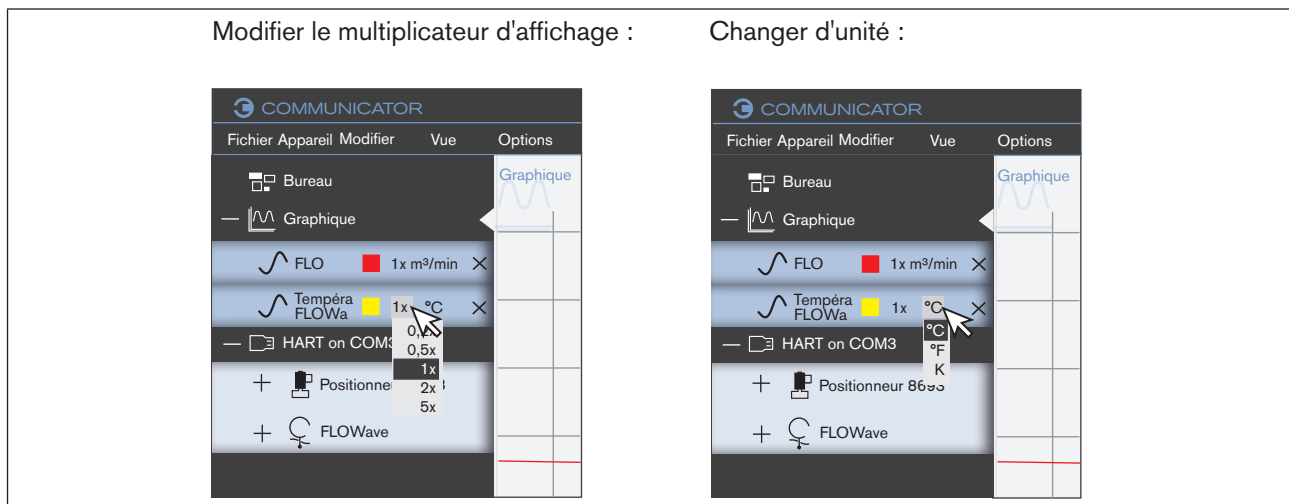 Modifier le multiplicateur d'affichage :
COMMUNICATOR
Fichier Appareil Modifier Vue Options
Bureau
Graphique
Graphique
FLO 1x m³/min
Tempéra
FLOWa 1x °C
0,5x
HART on COM3
1x
Positionneur
2x
5x
FLOWave
Changer d'unité :
COMMUNICATOR
Fichier Appareil Modifier Vue Options
Bureau
Graphique
Graphique
FLO 1x m³/min
Tempéra
FLOWa 1x °C
°C
°F
HART on COM3
K
Positionneur 8693
FLOWave